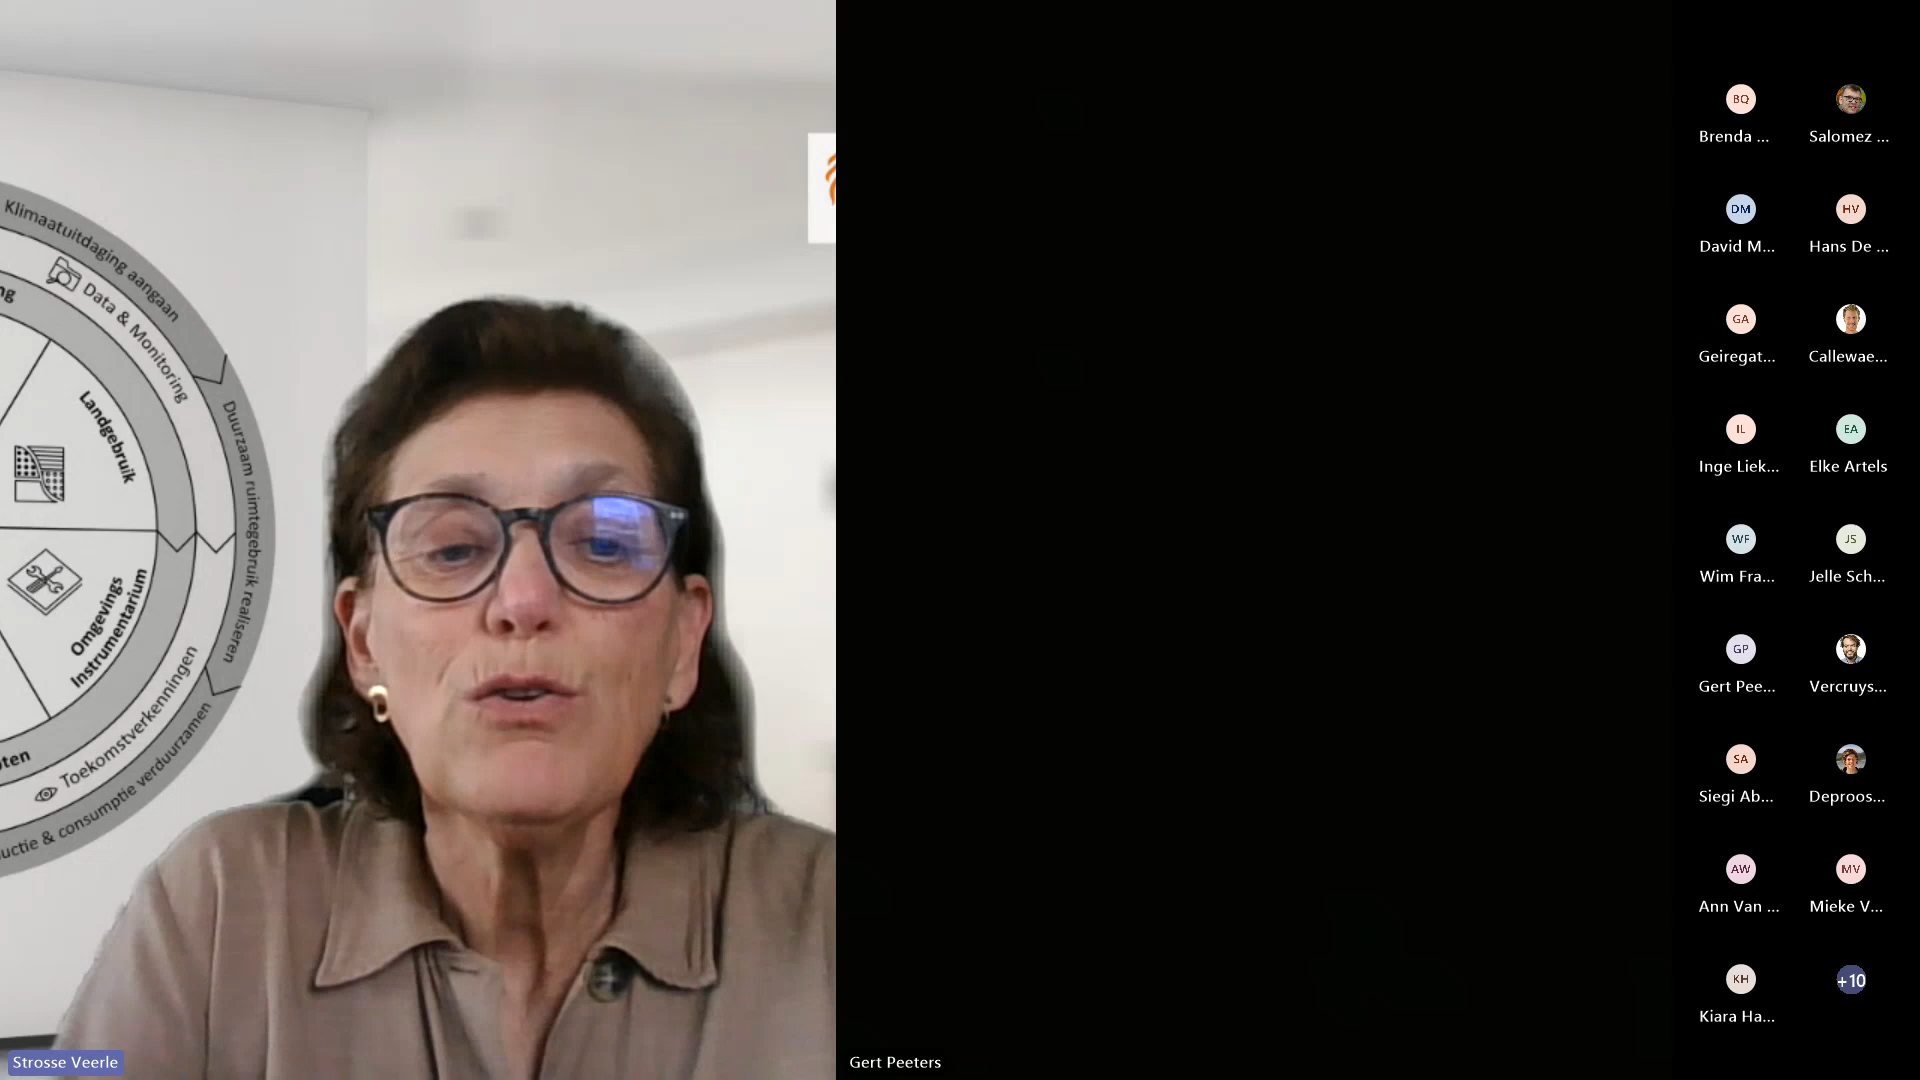 Klimaatuitdaging aangaan
Data & Monitoring
ng
Landgebruik
Duurzaam ruimtegebruik realiseren
Omgevings
Instrumentarium
Toekomstverkenningen
oten
uctie & consumptie verduurzamen
Strosse Veerle
Gert Peeters
BQ
Brenda ...
Salomez ...
DM
David M...
HV
Hans De ...
GA
Geiregat...
Callewae...
IL
Inge Liek...
EA
Elke Artels
WF
Wim Fra...
JS
Jelle Sch...
GP
Gert Pee...
Vercruys...
SA
Siegi Ab...
Deproos...
AW
Ann Van ...
MV
Mieke V...
KH
Kiara Ha...
+10